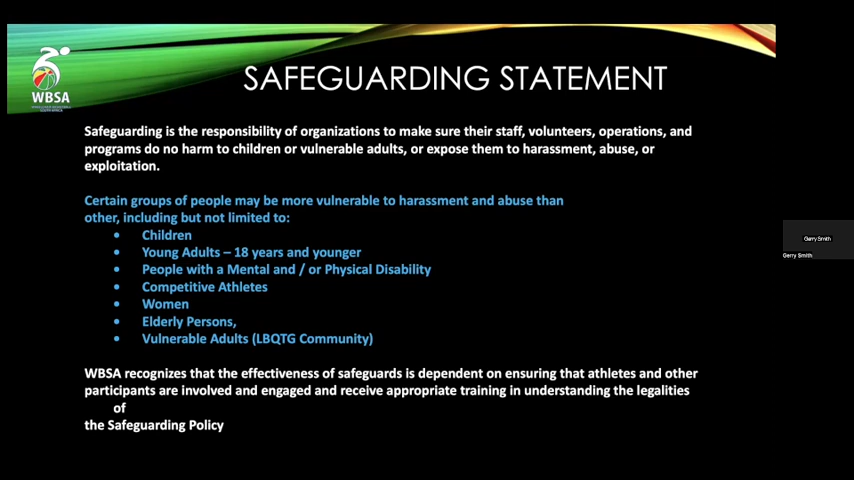 WBSA
SAFEGUARDING STATEMENT
Safeguarding is the responsibility of organizations to make sure their staff, volunteers, operations, and
programs do no harm to children or vulnerable adults, or expose them to harassment, abuse, or
exploitation.
Certain groups of people may be more vulnerable to harassment and abuse than
other, including but not limited to:
• Children
• Young Adults – 18 years and younger
• People with a Mental and / or Physical Disability
• Competitive Athletes
• Women
• Elderly Persons,
• Vulnerable Adults (LBQTG Community)
WBSA recognizes that the effectiveness of safeguards is dependent on ensuring that athletes and other
participants are involved and engaged and receive appropriate training in understanding the legalities
of
the Safeguarding Policy
Gerry Smith
Gerry Smith